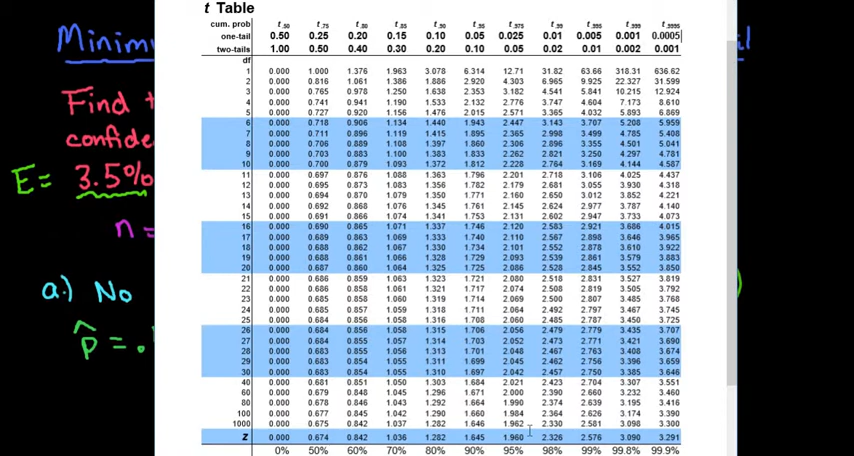 t Table
cum. prob t.50 t.75 t.80 t.85 t.90 t.95 t.975 t.99 t.995 t.999 t.9995
one-tail 0.50 0.25 0.20 0.15 0.10 0.05 0.025 0.01 0.005 0.001 0.0005
two-tails 1.00 0.50 0.40 0.30 0.20 0.10 0.05 0.02 0.01 0.002 0.001
df
1 0.000 1.000 1.376 1.963 3.078 6.314 12.71 31.82 63.66 318.31 636.62
2 0.000 0.816 1.061 1.386 1.886 2.920 4.303 6.965 9.925 22.327 31.599
3 0.000 0.765 0.978 1.250 1.638 2.353 3.182 4.541 5.841 10.215 12.924
4 0.000 0.741 0.941 1.190 1.533 2.132 2.776 3.747 4.604 7.173 8.610
5 0.000 0.727 0.920 1.156 1.476 2.015 2.571 3.365 4.032 5.893 6.869
6 0.000 0.718 0.906 1.134 1.440 1.943 2.447 3.143 3.707 5.208 5.959
7 0.000 0.711 0.896 1.119 1.415 1.895 2.365 2.998 3.499 4.785 5.408
8 0.000 0.706 0.889 1.108 1.397 1.860 2.306 2.896 3.355 4.501 5.041
9 0.000 0.703 0.883 1.100 1.383 1.833 2.262 2.821 3.250 4.297 4.781
10 0.000 0.700 0.879 1.093 1.372 1.812 2.228 2.764 3.169 4.144 4.587
11 0.000 0.697 0.876 1.088 1.363 1.796 2.201 2.718 3.106 4.025 4.437
12 0.000 0.695 0.873 1.083 1.356 1.782 2.179 2.681 3.055 3.930 4.318
13 0.000 0.694 0.870 1.079 1.350 1.771 2.160 2.650 3.012 3.852 4.221
14 0.000 0.692 0.868 1.076 1.345 1.761 2.145 2.624 2.977 3.787 4.140
15 0.000 0.691 0.866 1.074 1.341 1.753 2.131 2.602 2.947 3.733 4.073
16 0.000 0.690 0.865 1.071 1.337 1.746 2.120 2.583 2.921 3.686 4.015
17 0.000 0.689 0.863 1.069 1.333 1.740 2.110 2.567 2.898 3.646 3.965
18 0.000 0.688 0.862 1.067 1.330 1.734 2.101 2.552 2.878 3.610 3.922
19 0.000 0.688 0.861 1.066 1.328 1.729 2.093 2.539 2.861 3.579 3.883
20 0.000 0.687 0.860 1.064 1.325 1.725 2.086 2.528 2.845 3.552 3.850
21 0.000 0.686 0.859 1.063 1.323 1.721 2.080 2.518 2.831 3.527 3.819
22 0.000 0.686 0.858 1.061 1.321 1.717 2.074 2.508 2.819 3.505 3.792
23 0.000 0.685 0.858 1.060 1.319 1.714 2.069 2.500 2.807 3.485 3.768
24 0.000 0.685 0.857 1.059 1.318 1.711 2.064 2.492 2.797 3.467 3.745
25 0.000 0.684 0.856 1.058 1.316 1.708 2.060 2.485 2.787 3.450 3.725
26 0.000 0.684 0.856 1.058 1.315 1.706 2.056 2.479 2.779 3.435 3.707
27 0.000 0.684 0.855 1.057 1.314 1.703 2.052 2.473 2.771 3.421 3.690
28 0.000 0.683 0.855 1.056 1.313 1.701 2.048 2.467 2.763 3.408 3.674
29 0.000 0.683 0.854 1.055 1.311 1.699 2.045 2.462 2.756 3.396 3.659
30 0.000 0.683 0.854 1.055 1.310 1.697 2.042 2.457 2.750 3.385 3.646
40 0.000 0.681 0.851 1.050 1.303 1.684 2.021 2.423 2.704 3.307 3.551
60 0.000 0.679 0.848 1.045 1.296 1.671 2.000 2.390 2.660 3.232 3.460
80 0.000 0.678 0.846 1.043 1.292 1.664 1.990 2.374 2.639 3.195 3.416
100 0.000 0.677 0.845 1.042 1.290 1.660 1.984 2.364 2.626 3.174 3.390
1000 0.000 0.675 0.842 1.037 1.282 1.646 1.962 2.330 2.581 3.098 3.300
Z 0.000 0.674 0.842 1.036 1.282 1.645 1.960 2.326 2.576 3.090 3.291
0% 50% 60% 70% 80% 90% 95% 98% 99% 99.8% 99.9%
Find
E= 3.5%
n =
a.) No
p̂ = .